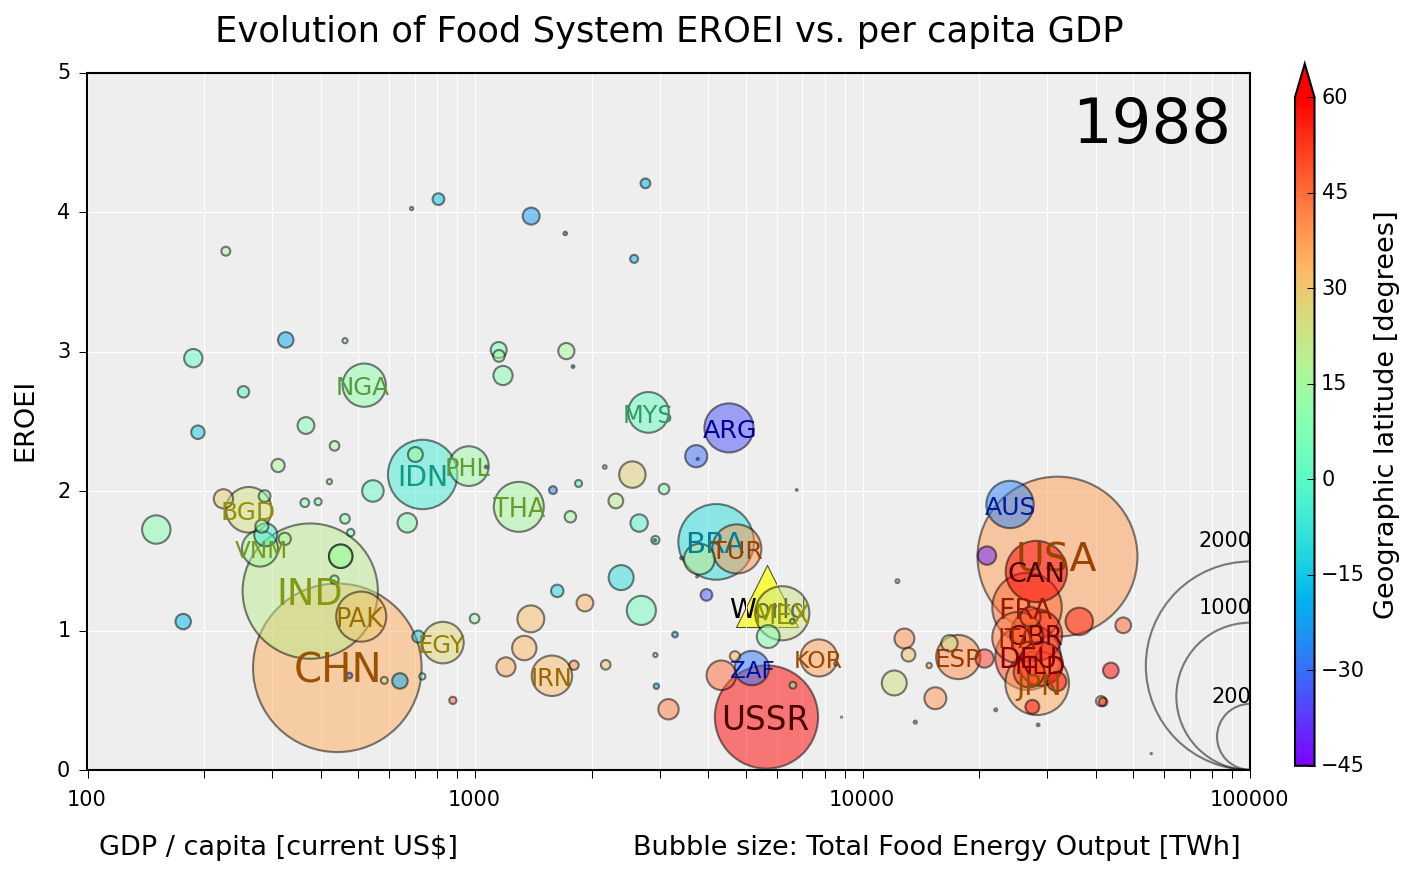 Evolution of Food System EROEI vs. per capita GDP
1988
5
4
3
2
1
0
EROEI
100
1000
10000
100000
GDP / capita [current US$]
Bubble size: Total Food Energy Output [TWh]
NGA
MYS
ARG
IDN
PHL
BGD
THA
AUS
VNM
BRA
TUR
USA
IND
CAN
PAK
World
MEX
FRA
GBR
EGY
CHN
IRN
ZAF
KOR
ESP
DEU
JPN
USSR
2000
1000
200
60
45
30
15
0
−15
−30
−45
Geographic latitude [degrees]